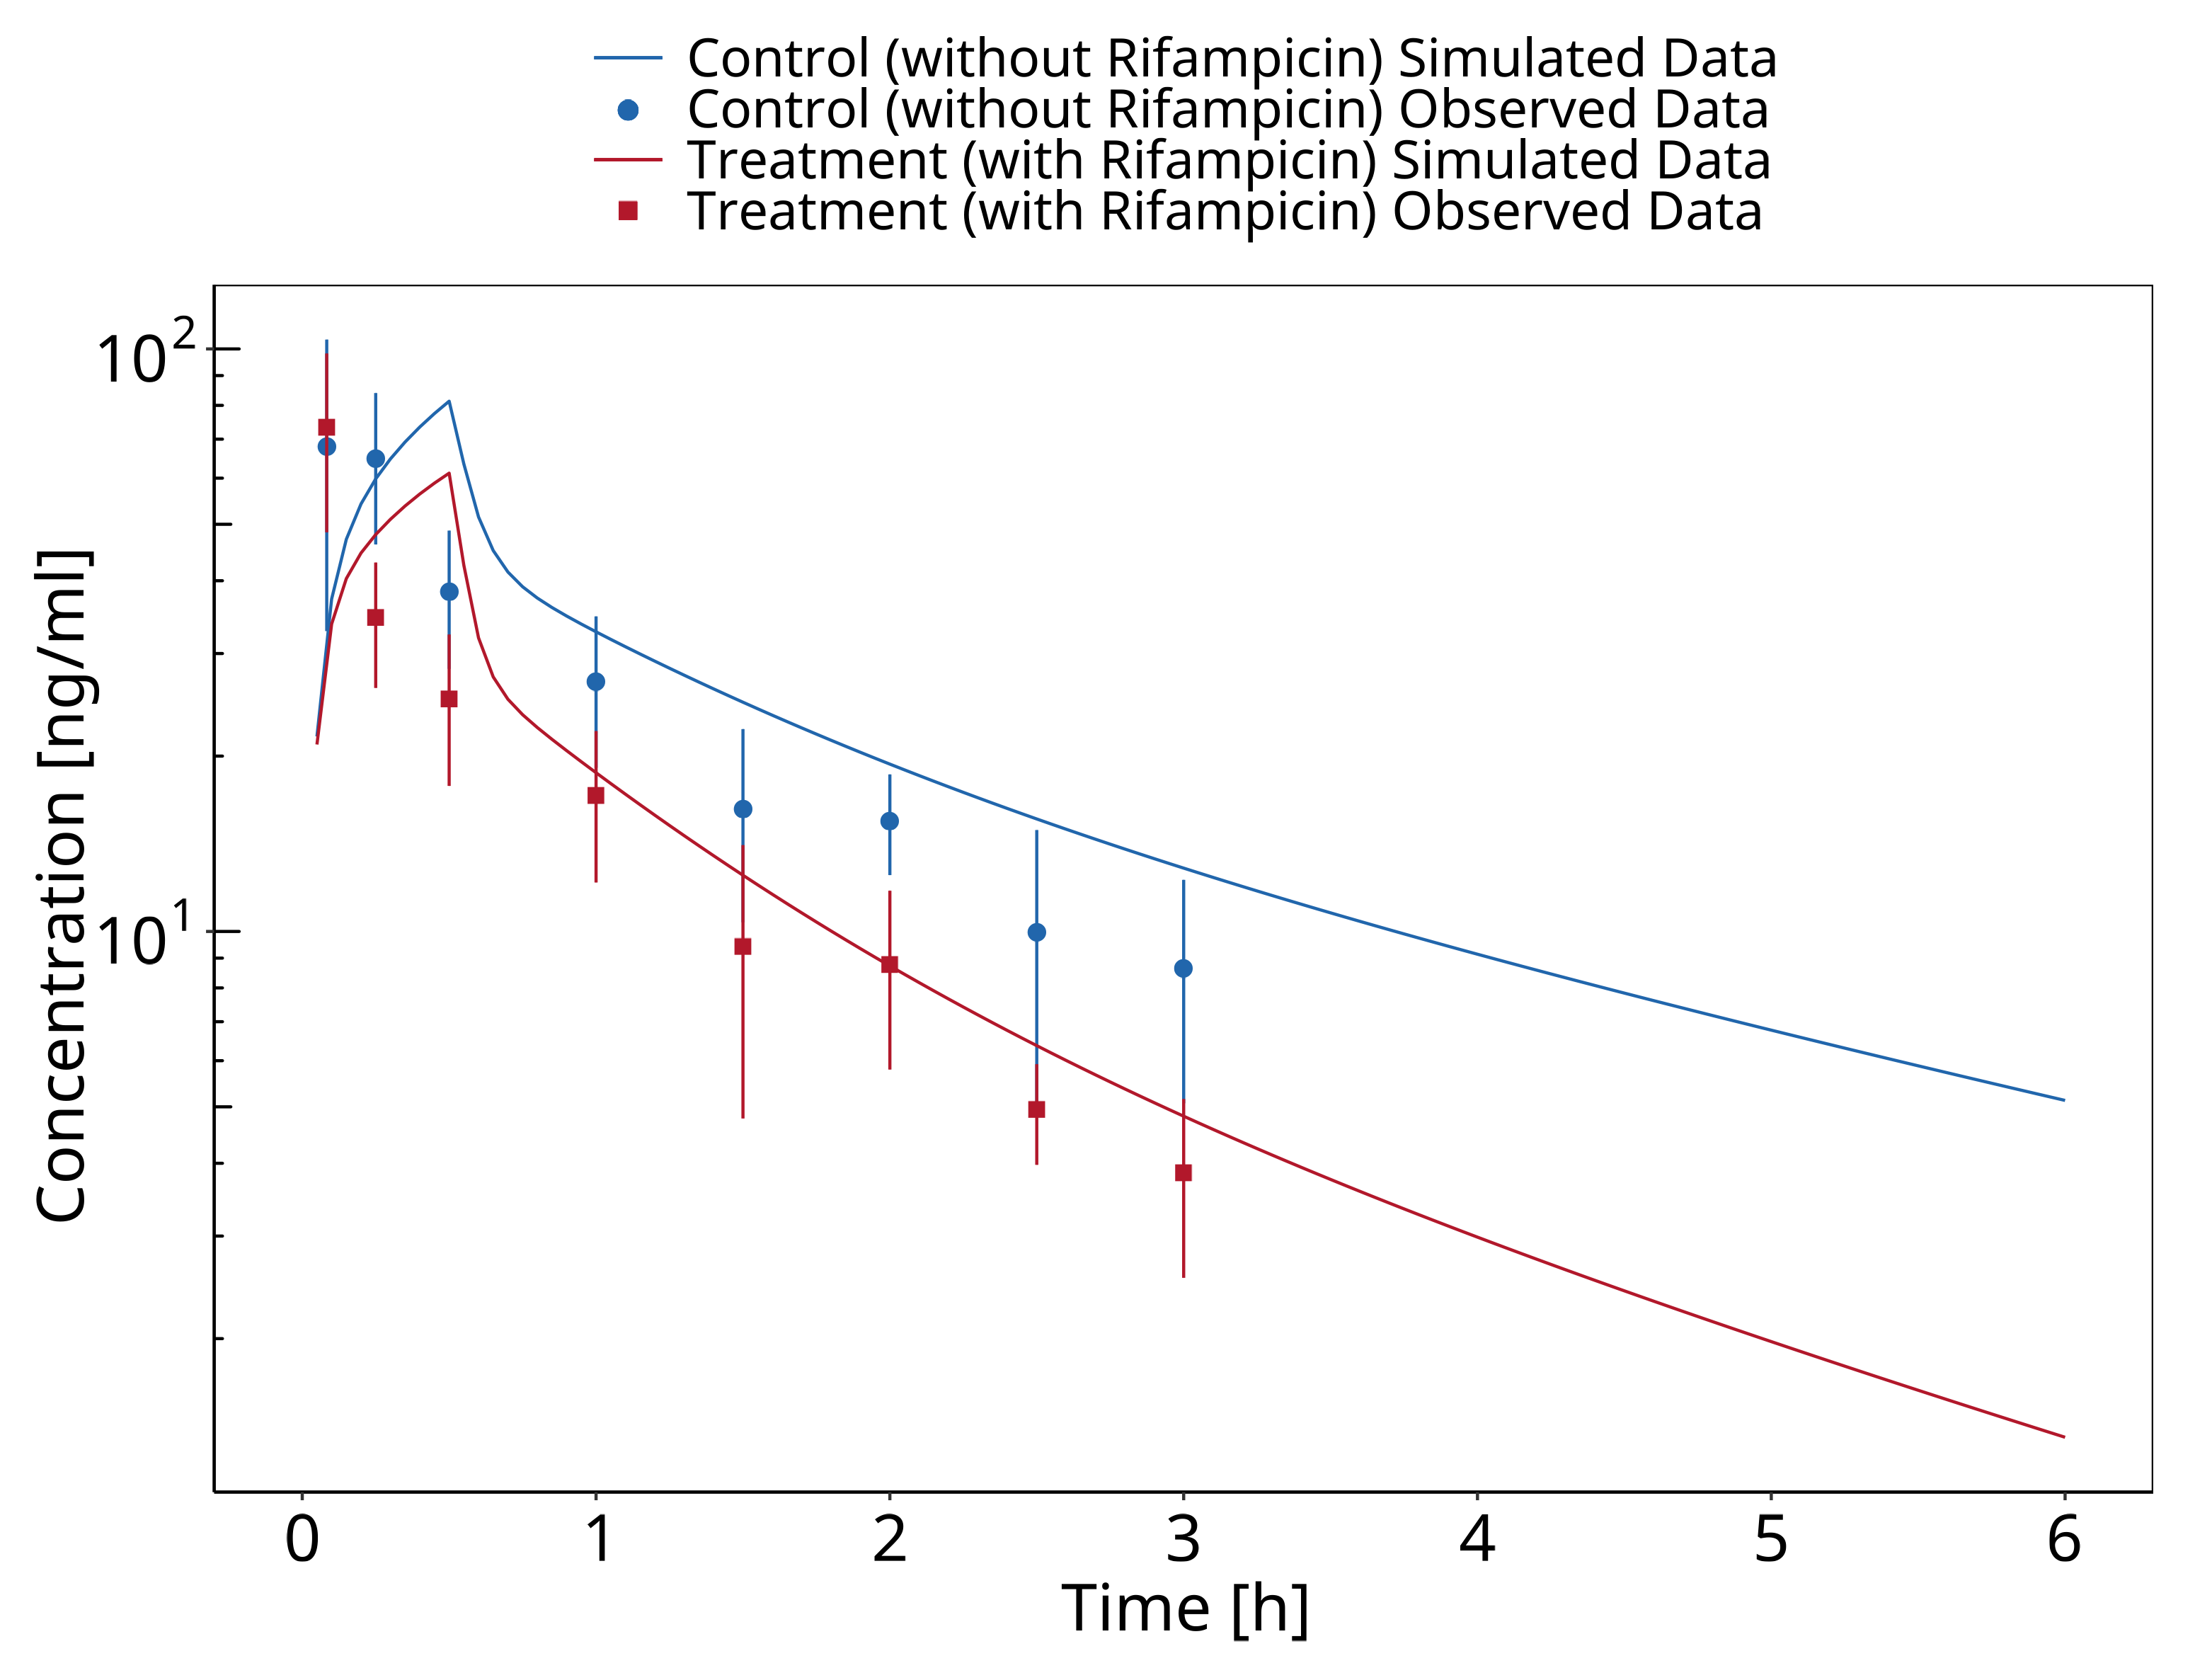 Control (without Rifampicin) Simulated Data
Control (without Rifampicin) Observed Data
Treatment (with Rifampicin) Simulated Data
Treatment (with Rifampicin) Observed Data
10²
10¹
Concentration [ng/ml]
0 1 2 3 4 5 6
Time [h]